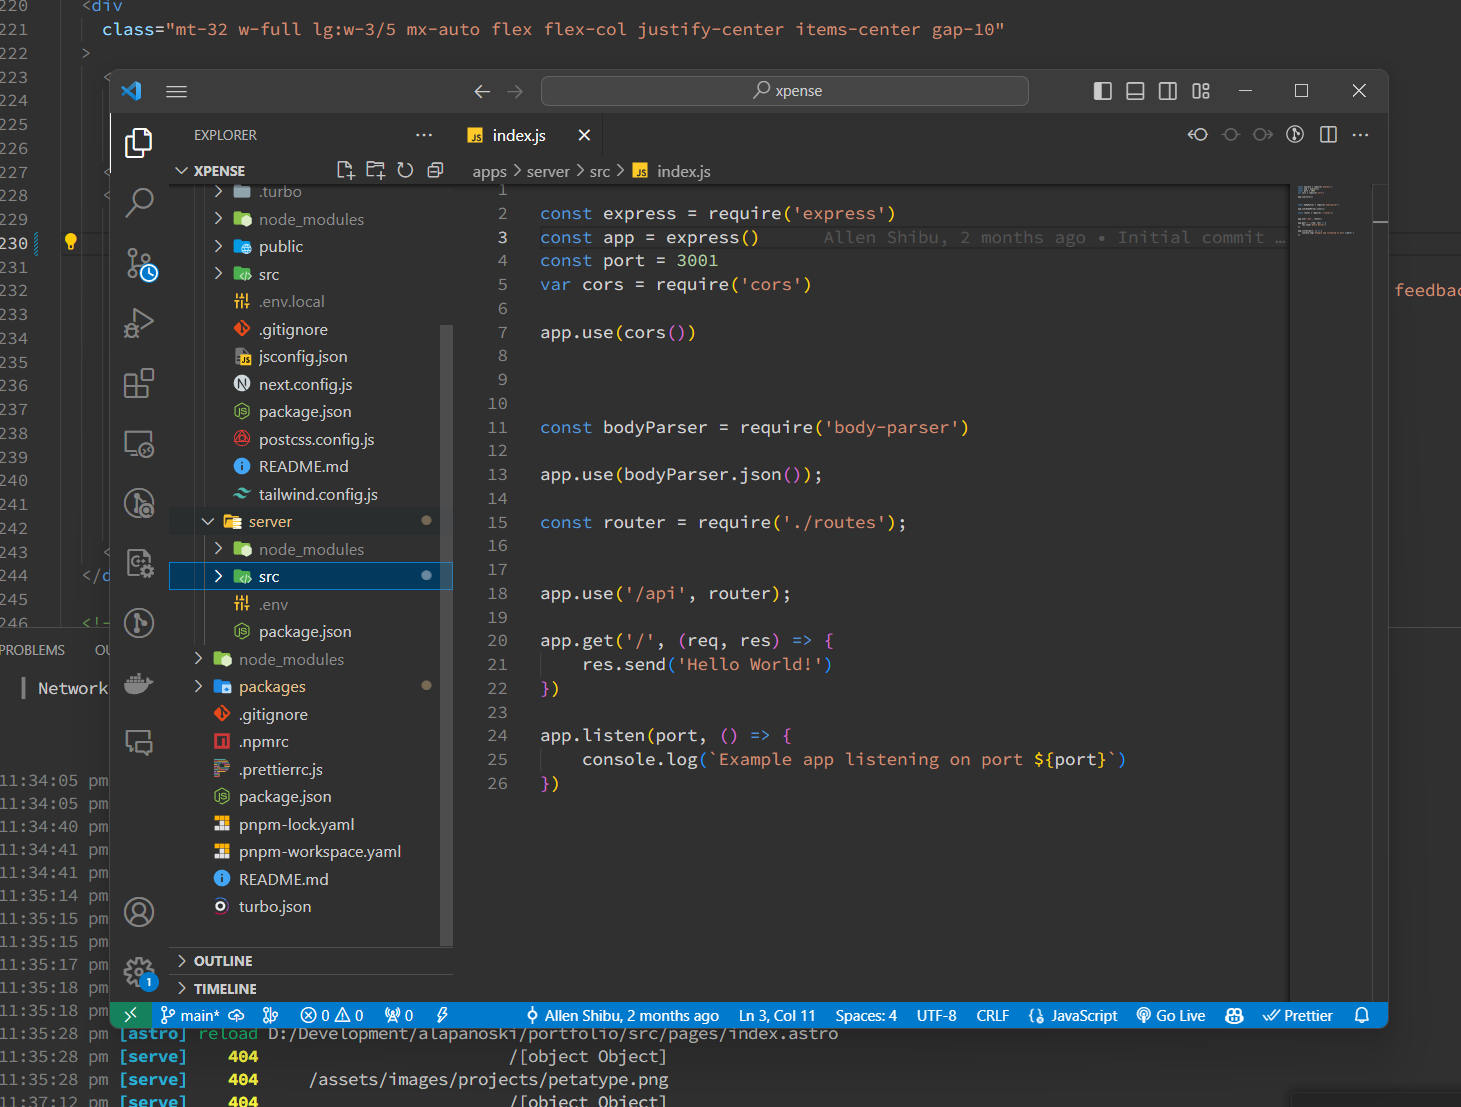 220 <div
221 class="mt-32 w-full lg:w-3/5 mx-auto flex flex-col justify-center items-center gap-10"
222 >
223 <
224
225
226
227 <
228 <
229
230
231
232
233
234
235
236
237
238
239
240
241
242
243 <
244 </d
245
246 <!-
feedbac
PROBLEMS OU
Network
xpense
EXPLORER
XPENSE
.turbo
node_modules
public
src
.env.local
.gitignore
jsconfig.json
next.config.js
package.json
postcss.config.js
README.md
tailwind.config.js
server
node_modules
src
.env
package.json
node_modules
packages
.gitignore
.npmrc
.prettierrc.js
package.json
pnpm-lock.yaml
pnpm-workspace.yaml
README.md
turbo.json
OUTLINE
TIMELINE
JS index.js
apps > server > src > JS index.js
1
2 const express = require('express')
3 const app = express() Allen Shibu, 2 months ago • Initial commit …
4 const port = 3001
5 var cors = require('cors')
6
7 app.use(cors())
8
9
10
11 const bodyParser = require('body-parser')
12
13 app.use(bodyParser.json());
14
15 const router = require('./routes');
16
17
18 app.use('/api', router);
19
20 app.get('/', (req, res) => {
21 res.send('Hello World!')
22 })
23
24 app.listen(port, () => {
25 console.log(`Example app listening on port ${port}`)
26 })
1
main* 0 0 0 Allen Shibu, 2 months ago Ln 3, Col 11 Spaces: 4 UTF-8 CRLF JavaScript Go Live Prettier
11:34:05 pm
11:34:05 pm
11:34:40 pm
11:34:41 pm
11:34:41 pm
11:35:14 pm
11:35:15 pm
11:35:15 pm
11:35:17 pm
11:35:18 pm
11:35:18 pm
11:35:28 pm [astro] reload D:/Development/alapanoski/portfolio/src/pages/index.astro
11:35:28 pm [serve] 404 /[object Object]
11:35:28 pm [serve] 404 /assets/images/projects/petatype.png
11:37:12 pm [serve] 404 /[object Object]